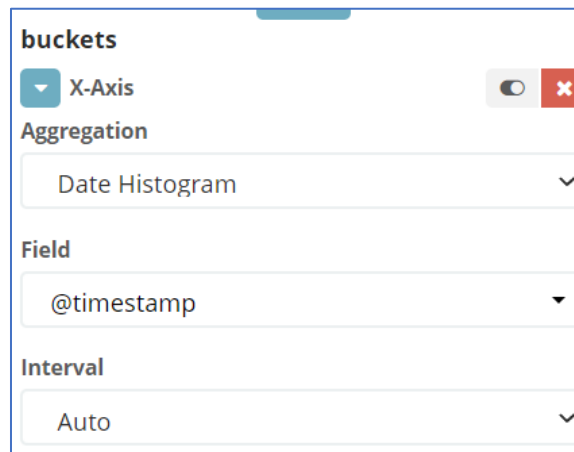 buckets
X-Axis
Aggregation
Date Histogram
Field
@timestamp
Interval
Auto